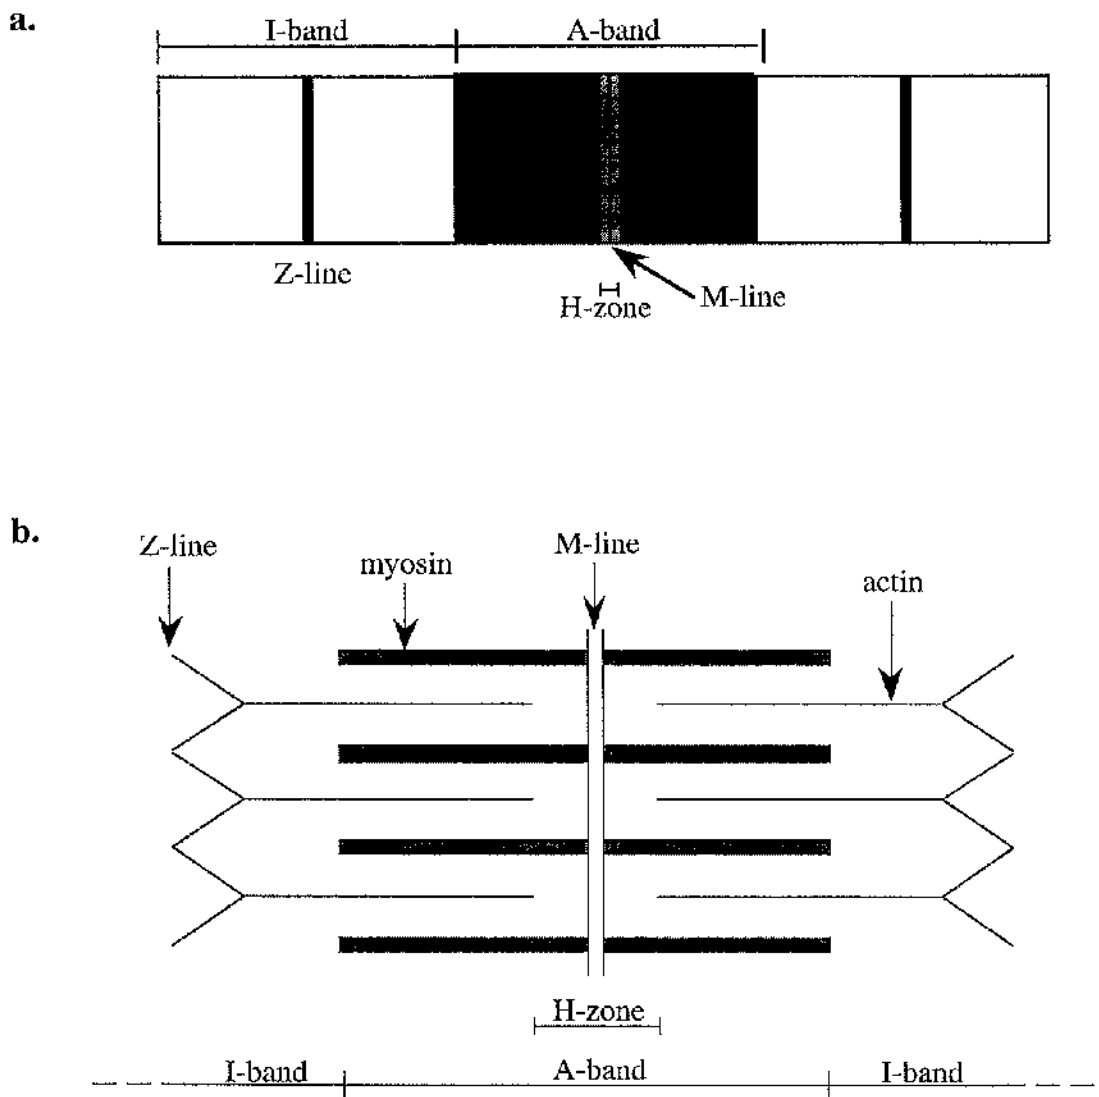 a.
I-band A-band
Z-line
H-zone M-line
b.
Z-line myosin M-line actin
H-zone
I-band A-band I-band